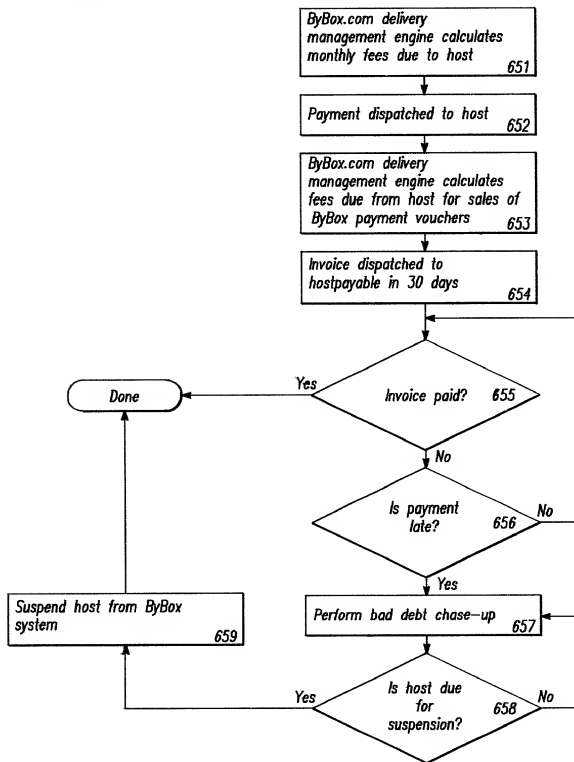 ByBox.com delivery
management engine calculates
monthly fees due to host
651
Payment dispatched to host
652
ByBox.com delivery
management engine calculates
fees due from host for sales of
ByBox payment vouchers
653
Invoice dispatched to
hostpayable in 30 days
654
Yes
Done
Invoice paid? 655
No
Is payment
late?
656
No
Yes
Suspend host from ByBox
system
659
Perform bad debt chase-up
657
Yes
Is host due
for
suspension?
658
No